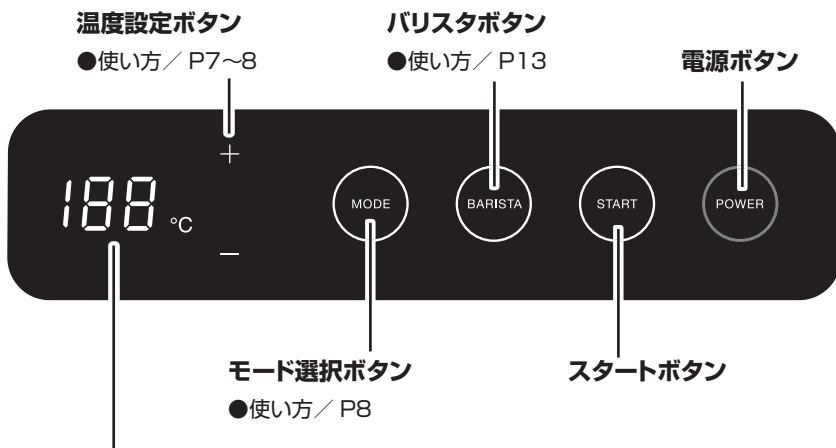 温度設定ボタン
●使い方／ P7～8
バリスタボタン
●使い方／ P13
電源ボタン
+
188 °C
−
MODE
BARISTA
START
POWER
モード選択ボタン
●使い方／ P8
スタートボタン